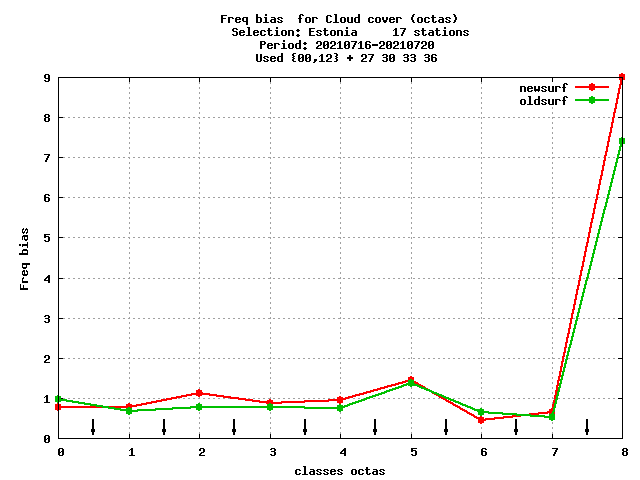 Freq bias  for Cloud cover (octas)
Selection: Estonia     17 stations
Period: 20210716-20210720
Used {00,12} + 27 30 33 36
newsurf
oldsurf
9
8
7
6
5
4
3
2
1
0
Freq bias
0 1 2 3 4 5 6 7 8
classes octas